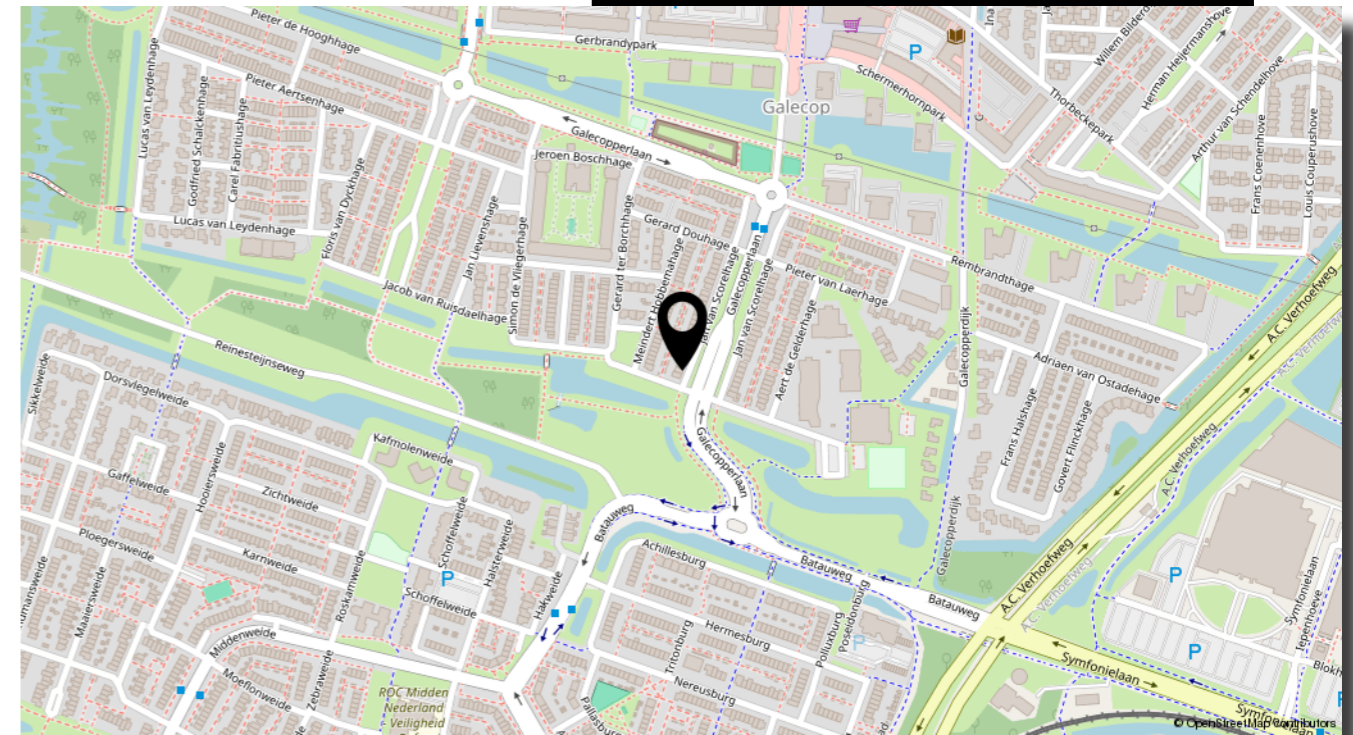 Pieter de Hooghhage
Gerbrandypark
P
Willem Bilderd
Herman Heijermanshove
Schermerhornpark
Galecop
Thorbeckepark
Arthur van Schendelhove
Lucas van Leydenhage
Pieter Aertsenhage
Godfried Schalckenhage
Carel Fabritiushage
Floris van Dyckhage
Galecopperlaan
Jeroen Boschhage
Frans Coenenhove
Louis Couperushove
Lucas van Leydenhage
Jan Lievenshage
Simon de Vliegerhage
Gerard ter Borchhage
Gerard Douhage
Meindert Hobbemahage
Jan van Scorelhage
Galecopperlaan
Jan van Scorelhage
Pieter van Laerhage
Aert de Gelderhage
Rembrandthage
Galecopperdijk
A.C. Verhoefweg
A.C. Verhoefweg
Jacob van Ruisdaelhage
Reinesteijnseweg
Adriaen van Ostadehage
Sikkelweide
Dorsvlegelweide
Frans Halshage
Govert Flinckhage
Kafmolenweide
Hooiersweide
Galecopperlaan
A.C. Verhoefweg
Gaffelweide
Zichtweide
Schoffelweide
Halsterweide
Batauweg
Galecopperdijk
Ploegersweide
Karnweide
Roskamweide
P
Schoffelweide
Hakweide
Achillesburg
Batauweg
Batauweg
A.C. Verhoefweg
Verhoefweg
P
Symfonielaan
Iepenhoeve
Maaiersweide
Middenweide
Hermesburg
Tritonburg
Polluxburg
Poseidonburg
P
P
Symfonielaan
Blokh
Moeflonweide
Zebraweide
ROC Midden
Nederland
Veiligheid
Nereusburg
Pallasburg
Symfonielaan
© OpenStreetMap contributors